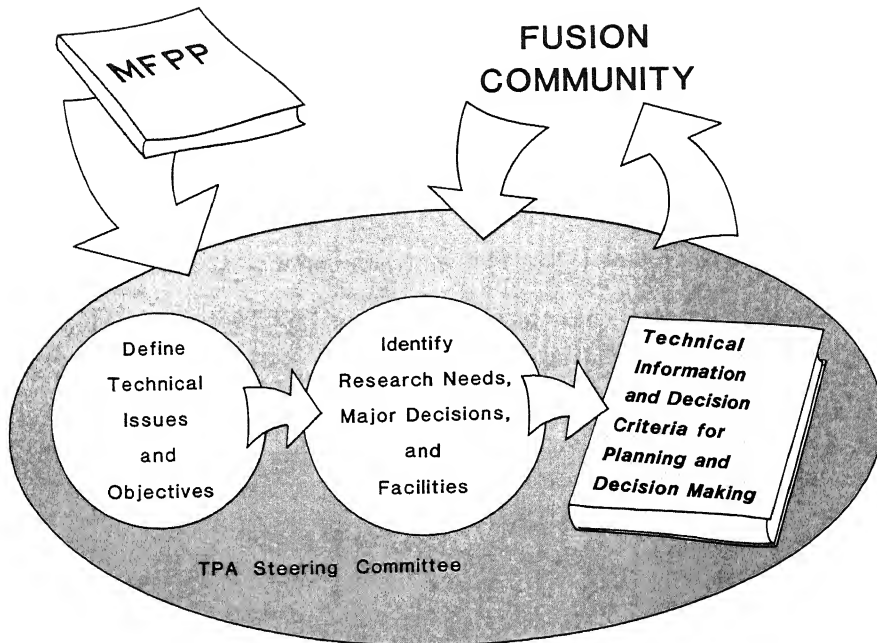 MFPP
FUSION
COMMUNITY
Define
Technical
Issues
and
Objectives
Identify
Research Needs,
Major Decisions,
and
Facilities
Technical
Information
and Decision
Criteria for
Planning and
Decision Making
TPA Steering Committee